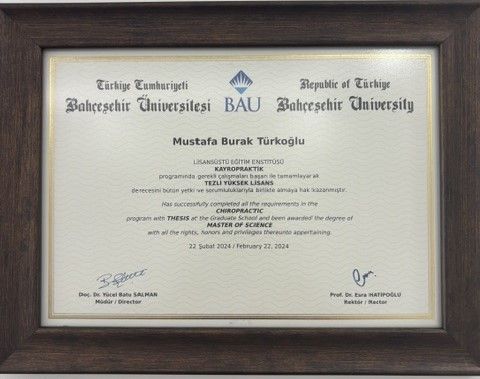 Türkiye Cumhuriyeti
Bahçeşehir Üniversitesi
BAU
Republic of Türkiye
Bahçeşehir University
Mustafa Burak Türkoğlu
LİSANSÜSTÜ EĞİTİM ENSTİTÜSÜ
KAYROPRAKTİK
programında gerekli çalışmaları başarı ile tamamlayarak
TEZLİ YÜKSEK LİSANS
derecesini bütün yetki ve sorumluluklarıyla birlikte almaya hak kazanmıştır.
Has successfully completed all the requirements in the
CHIROPRACTIC
program with THESIS at the Graduate School and been awarded the degree of
MASTER OF SCIENCE
with all the rights, honors and privileges thereunto appertaining.
22 Şubat 2024 / February 22, 2024
Doç. Dr. Yücel Batu SALMAN
Müdür / Director
Prof. Dr. Esra HATİPOĞLU
Rektör / Rector